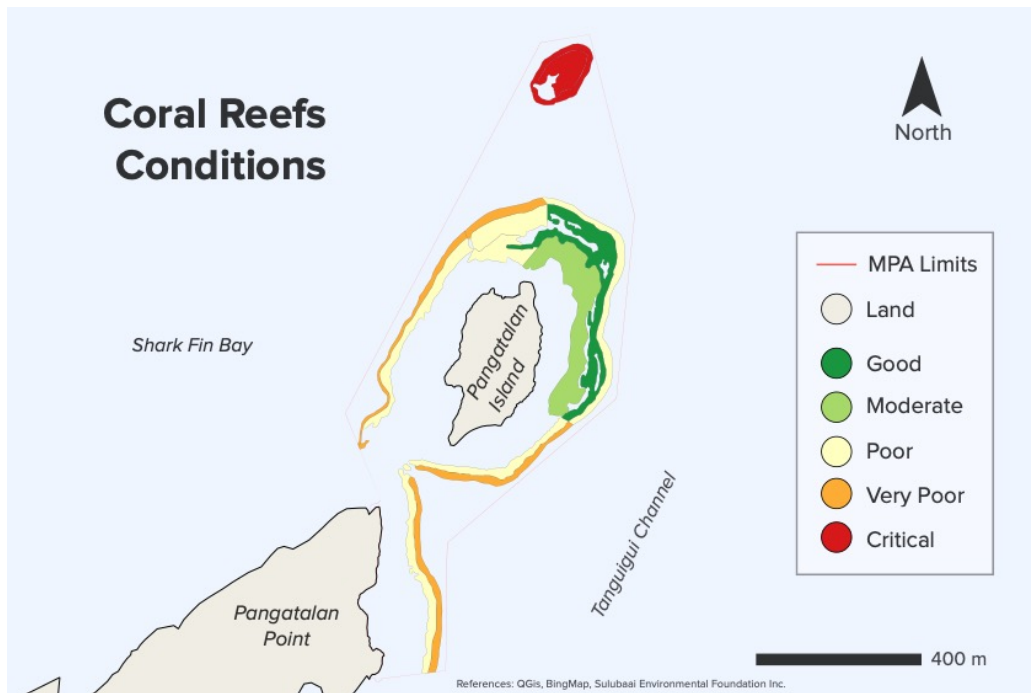 Coral Reefs
Conditions
North
MPA Limits
Land
Good
Moderate
Poor
Very Poor
Critical
Shark Fin Bay
Pangatalan
Island
Tanguigui Channel
Pangatalan
Point
400 m
References: QGis, BingMap, Sulubaai Environmental Foundation Inc.